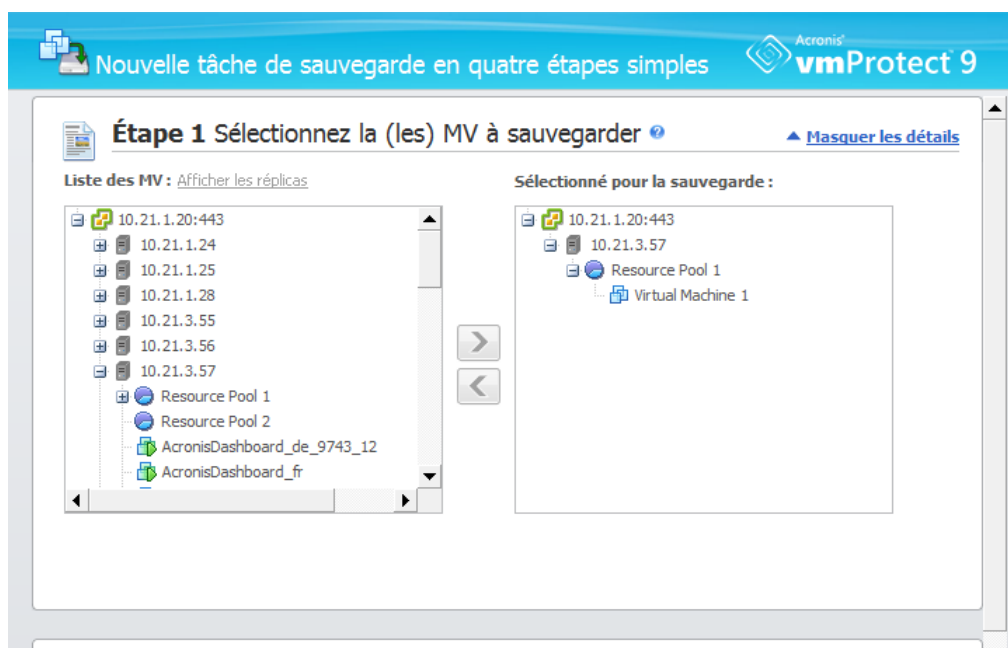 Nouvelle tâche de sauvegarde en quatre étapes simples
Acronis®
vmProtect™ 9
Étape 1 Sélectionnez la (les) MV à sauvegarder
Masquer les détails
Liste des MV : Afficher les réplicas
10.21.1.20:443
10.21.1.24
10.21.1.25
10.21.1.28
10.21.3.55
10.21.3.56
10.21.3.57
Resource Pool 1
Resource Pool 2
AcronisDashboard_de_9743_12
AcronisDashboard_fr
Sélectionné pour la sauvegarde :
10.21.1.20:443
10.21.3.57
Resource Pool 1
Virtual Machine 1